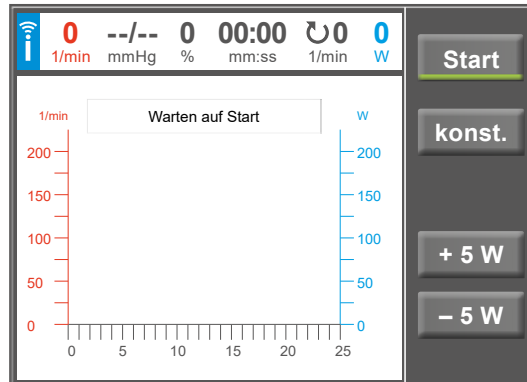 0 --/-- 0 00:00 0 0
1/min mmHg % mm:ss 1/min W
Start
1/min Warten auf Start W
konst.
200 200
150 150
100 100
+ 5 W
50 50
– 5 W
0 0
0 5 10 15 20 25